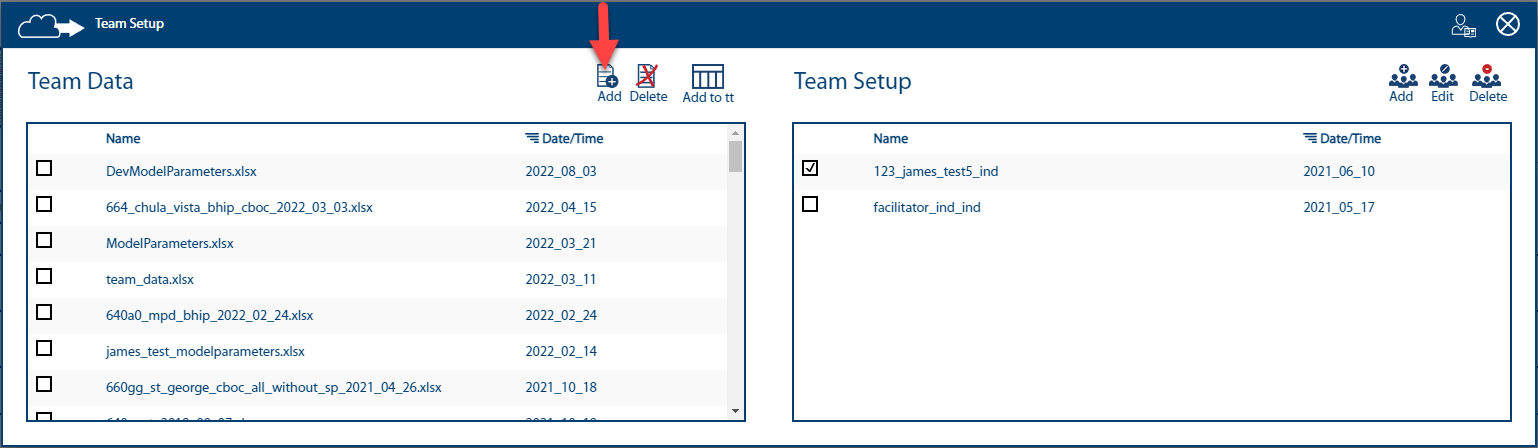 Team Setup
Team Data
Add Delete Add to tt
Name Date/Time
DevModelParameters.xlsx 2022_08_03
664_chula_vista_bhip_cboc_2022_03_03.xlsx 2022_04_15
ModelParameters.xlsx 2022_03_21
team_data.xlsx 2022_03_11
640a0_mpd_bhip_2022_02_24.xlsx 2022_02_24
james_test_modelparameters.xlsx 2022_02_14
660gg_st_george_cboc_all_without_sp_2021_04_26.xlsx 2021_10_18
Team Setup
Add Edit Delete
Name Date/Time
123_james_test5_ind 2021_06_10
facilitator_ind_ind 2021_05_17